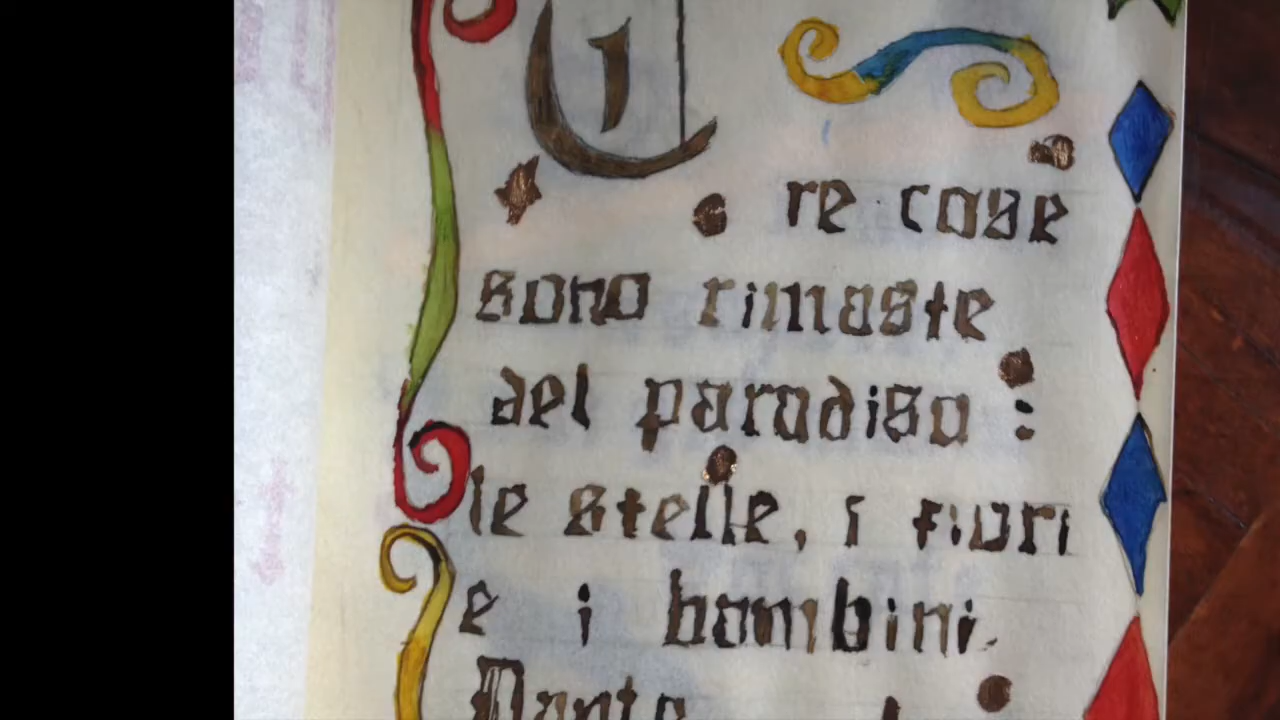 Tre cose
sono rimaste
del paradiso :
le stelle, i fiori
e i bambini.
Dante